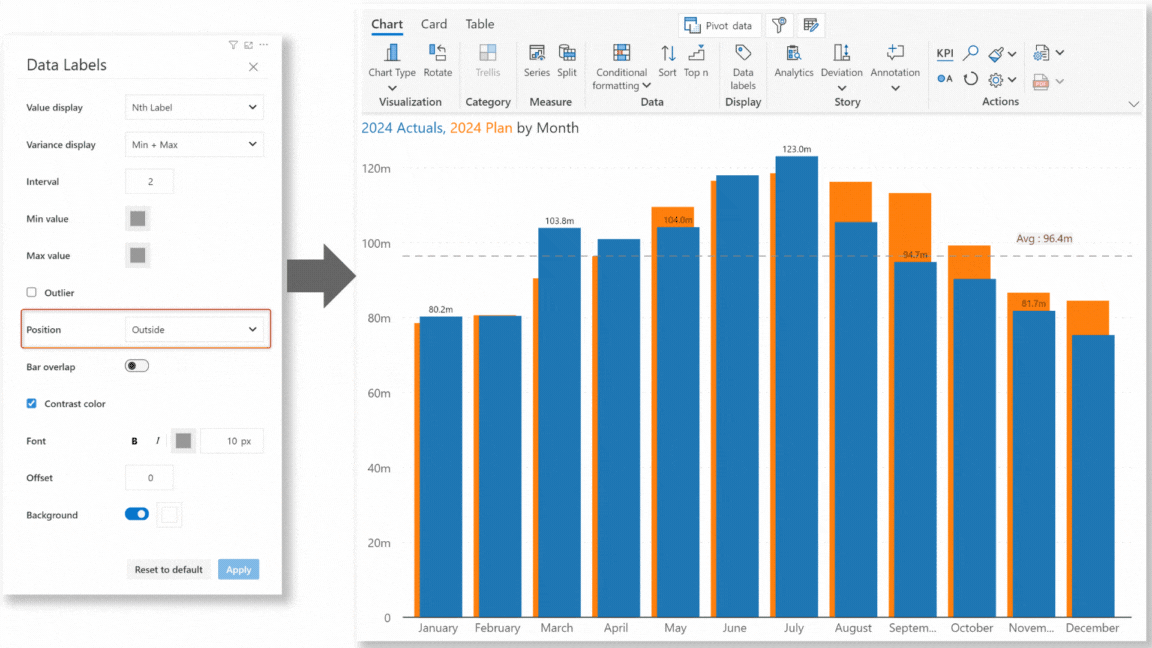 Data Labels
Value display Nth Label
Variance display Min + Max
Interval 2
Min value
Max value
Outlier
Position Outside
Bar overlap
Contrast color
Font B I 10 px
Offset 0
Background
Reset to default Apply
Chart Card Table
Pivot data
Chart Type Rotate Trellis Series Split Conditional formatting Sort Top n Data labels Analytics Deviation Annotation KPI
A PDF
Visualization Category Measure Data Display Story Actions
2024 Actuals, 2024 Plan by Month
123.0m
120m
103.8m 104.0m
Avg : 96.4m
100m
94.7m
80.2m 81.7m
80m
60m
40m
20m
0
January February March April May June July August Septem... October Novem... December